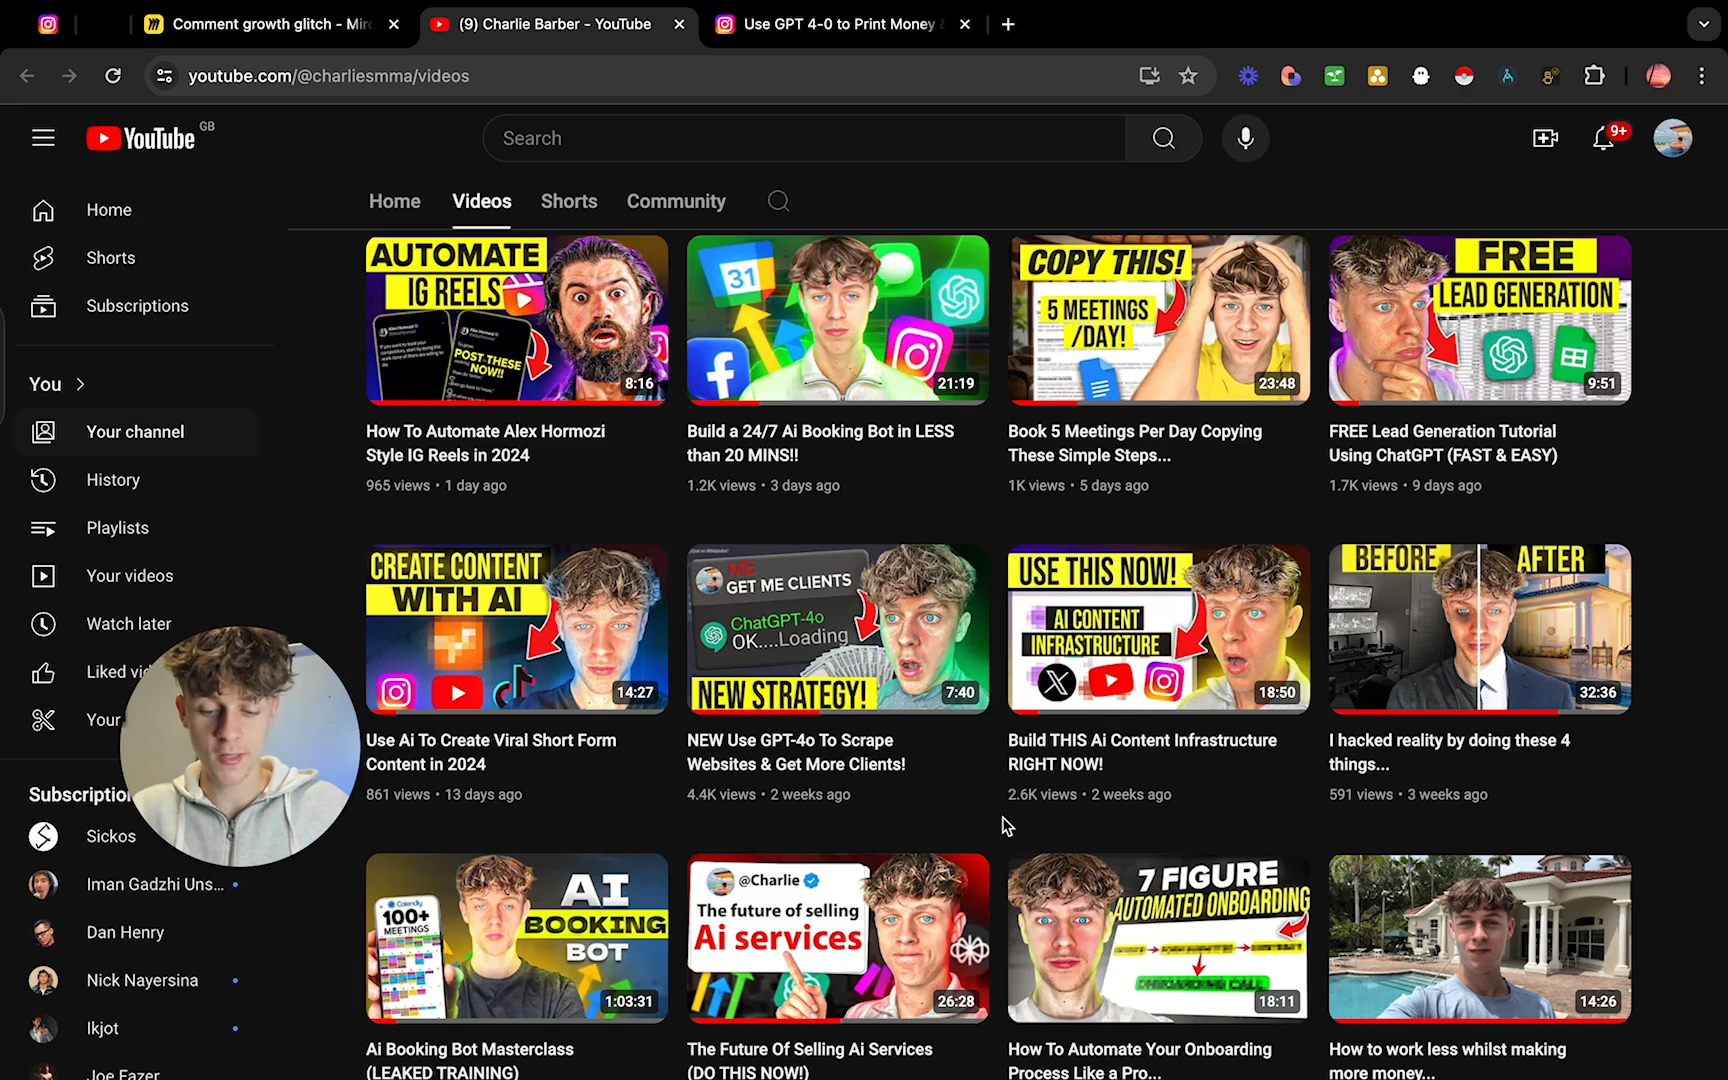 Comment growth glitch - Miro
(9) Charlie Barber - YouTube
Use GPT 4-0 to Print Money
youtube.com/@charliesmma/videos
YouTube GB
Search
9+
Home
Shorts
Subscriptions
You
Your channel
History
Playlists
Your videos
Watch later
Liked vi
Your
Subscription
Sickos
Iman Gadzhi Uns...
Dan Henry
Nick Nayersina
Ikjot
Joe Fazer
Home
Videos
Shorts
Community
AUTOMATE
IG REELS
POST THESE
NOW!!
8:16
How To Automate Alex Hormozi
Style IG Reels in 2024
965 views • 1 day ago
31
21:19
Build a 24/7 Ai Booking Bot in LESS
than 20 MINS!!
1.2K views • 3 days ago
COPY THIS!
5 MEETINGS
/DAY!
23:48
Book 5 Meetings Per Day Copying
These Simple Steps...
1K views • 5 days ago
FREE
LEAD GENERATION
9:51
FREE Lead Generation Tutorial
Using ChatGPT (FAST & EASY)
1.7K views • 9 days ago
CREATE CONTENT
WITH AI
14:27
Use Ai To Create Viral Short Form
Content in 2024
861 views • 13 days ago
ME
GET ME CLIENTS
ChatGPT-4o
OK....Loading
NEW STRATEGY!
7:40
NEW Use GPT-4o To Scrape
Websites & Get More Clients!
4.4K views • 2 weeks ago
USE THIS NOW!
AI CONTENT
INFRASTRUCTURE
18:50
Build THIS Ai Content Infrastructure
RIGHT NOW!
2.6K views • 2 weeks ago
BEFORE
AFTER
32:36
I hacked reality by doing these 4
things...
591 views • 3 weeks ago
Calendly
100+
MEETINGS
AI
BOOKING
BOT
1:03:31
Ai Booking Bot Masterclass
(LEAKED TRAINING)
@Charlie
The future of selling
Ai services
26:28
The Future Of Selling Ai Services
(DO THIS NOW!)
7 FIGURE
AUTOMATED ONBOARDING
ONBOARDING CALL
18:11
How To Automate Your Onboarding
Process Like a Pro...
14:26
How to work less whilst making
more money...